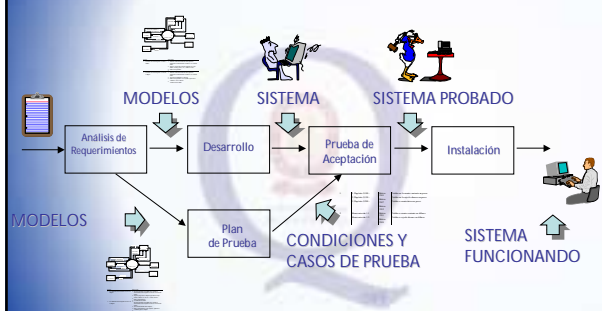 MODELOS
SISTEMA
SISTEMA PROBADO
Análisis de
Requerimientos
Desarrollo
Prueba de
Aceptación
Instalación
MODELOS
Plan
de Prueba
CONDICIONES Y
CASOS DE PRUEBA
SISTEMA
FUNCIONANDO